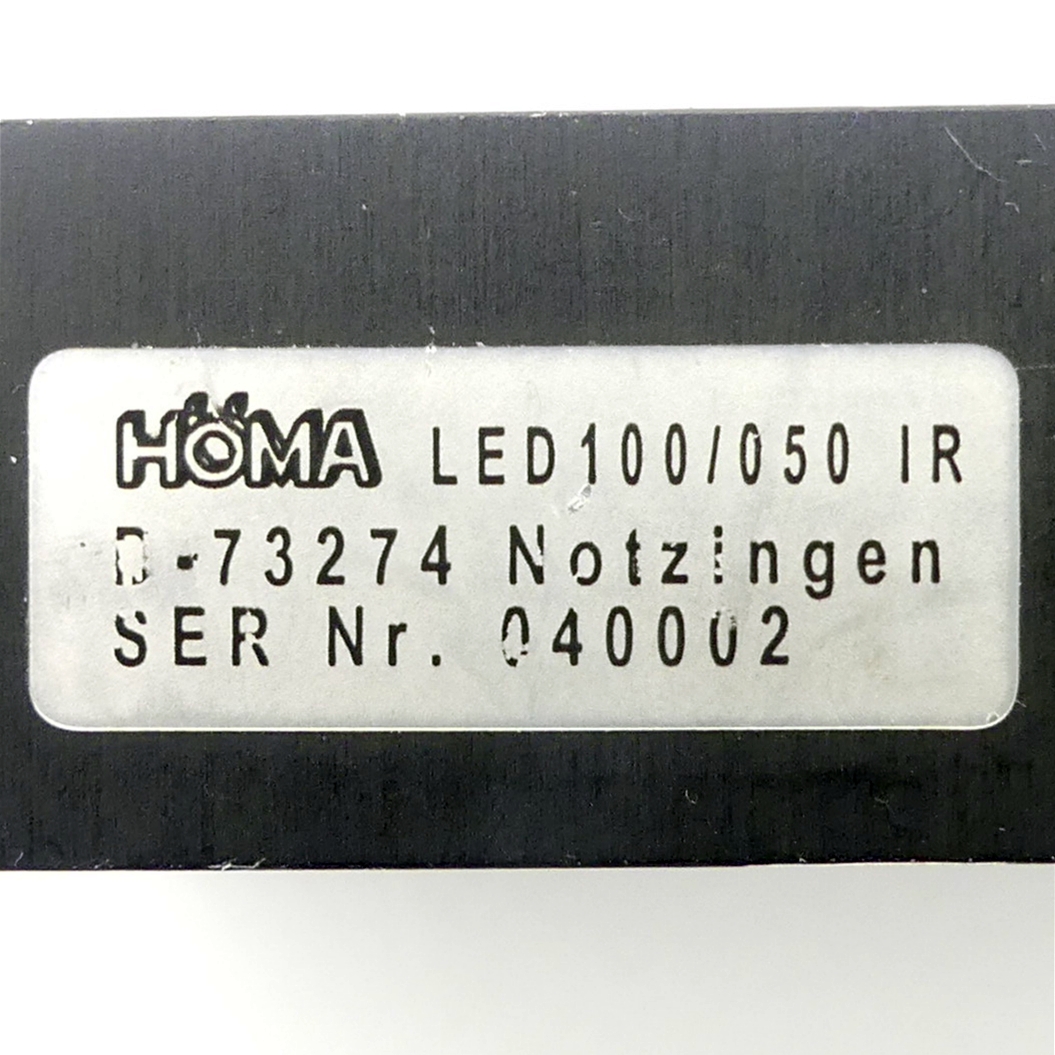 HÖMA LED100/050 IR
D-73274 Notzingen
SER Nr. 040002